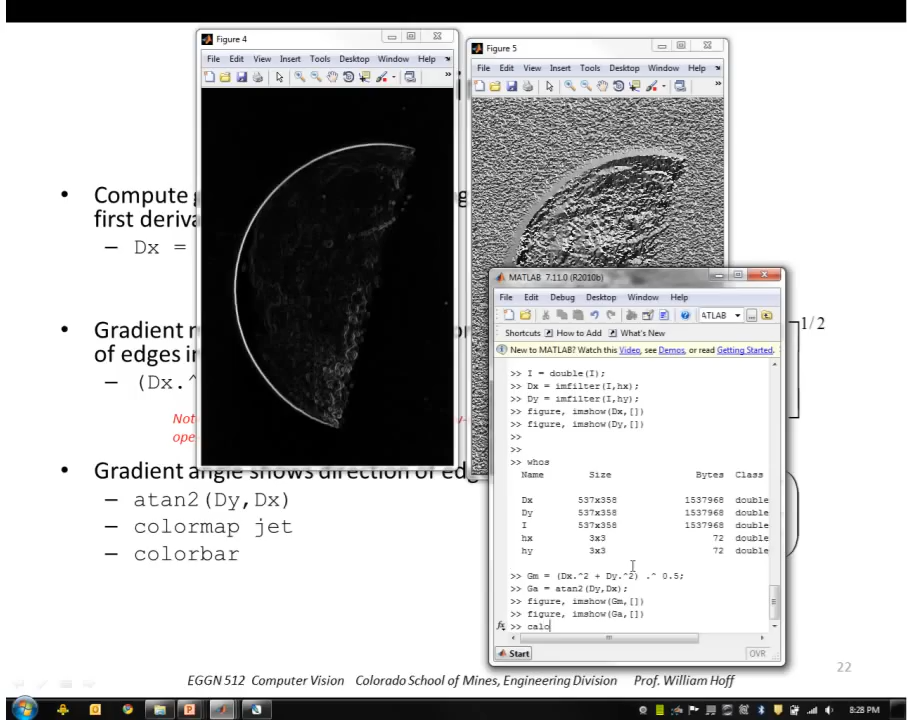 Figure 4
File Edit View Insert Tools Desktop Window Help
Figure 5
File Edit View Insert Tools Desktop Window Help
• Compute
first deriva
– Dx =
• Gradient
of edges i
– (Dx.^
1/2
Not
ope
• Gradient angle shows direction of
– atan2(Dy,Dx)
– colormap jet
– colorbar
MATLAB 7.11.0 (R2010b)
File Edit Debug Desktop Window Help
ATLAB
Shortcuts How to Add What's New
New to MATLAB? Watch this Video, see Demos, or read Getting Started.
>> I = double(I);
>> Dx = imfilter(I,hx);
>> Dy = imfilter(I,hy);
>> figure, imshow(Dx,[])
>> figure, imshow(Dy,[])
>>
>>
>> whos
Name Size Bytes Class
Dx 537x358 1537968 double
Dy 537x358 1537968 double
I 537x358 1537968 double
hx 3x3 72 double
hy 3x3 72 double
>> Gm = (Dx.^2 + Dy.^2) .^ 0.5;
>> Ga = atan2(Dy,Dx);
>> figure, imshow(Gm,[])
>> figure, imshow(Ga,[])
fx >> calo
Start
OVR
22
EGGN 512 Computer Vision Colorado School of Mines, Engineering Division Prof. William Hoff
8:28 PM